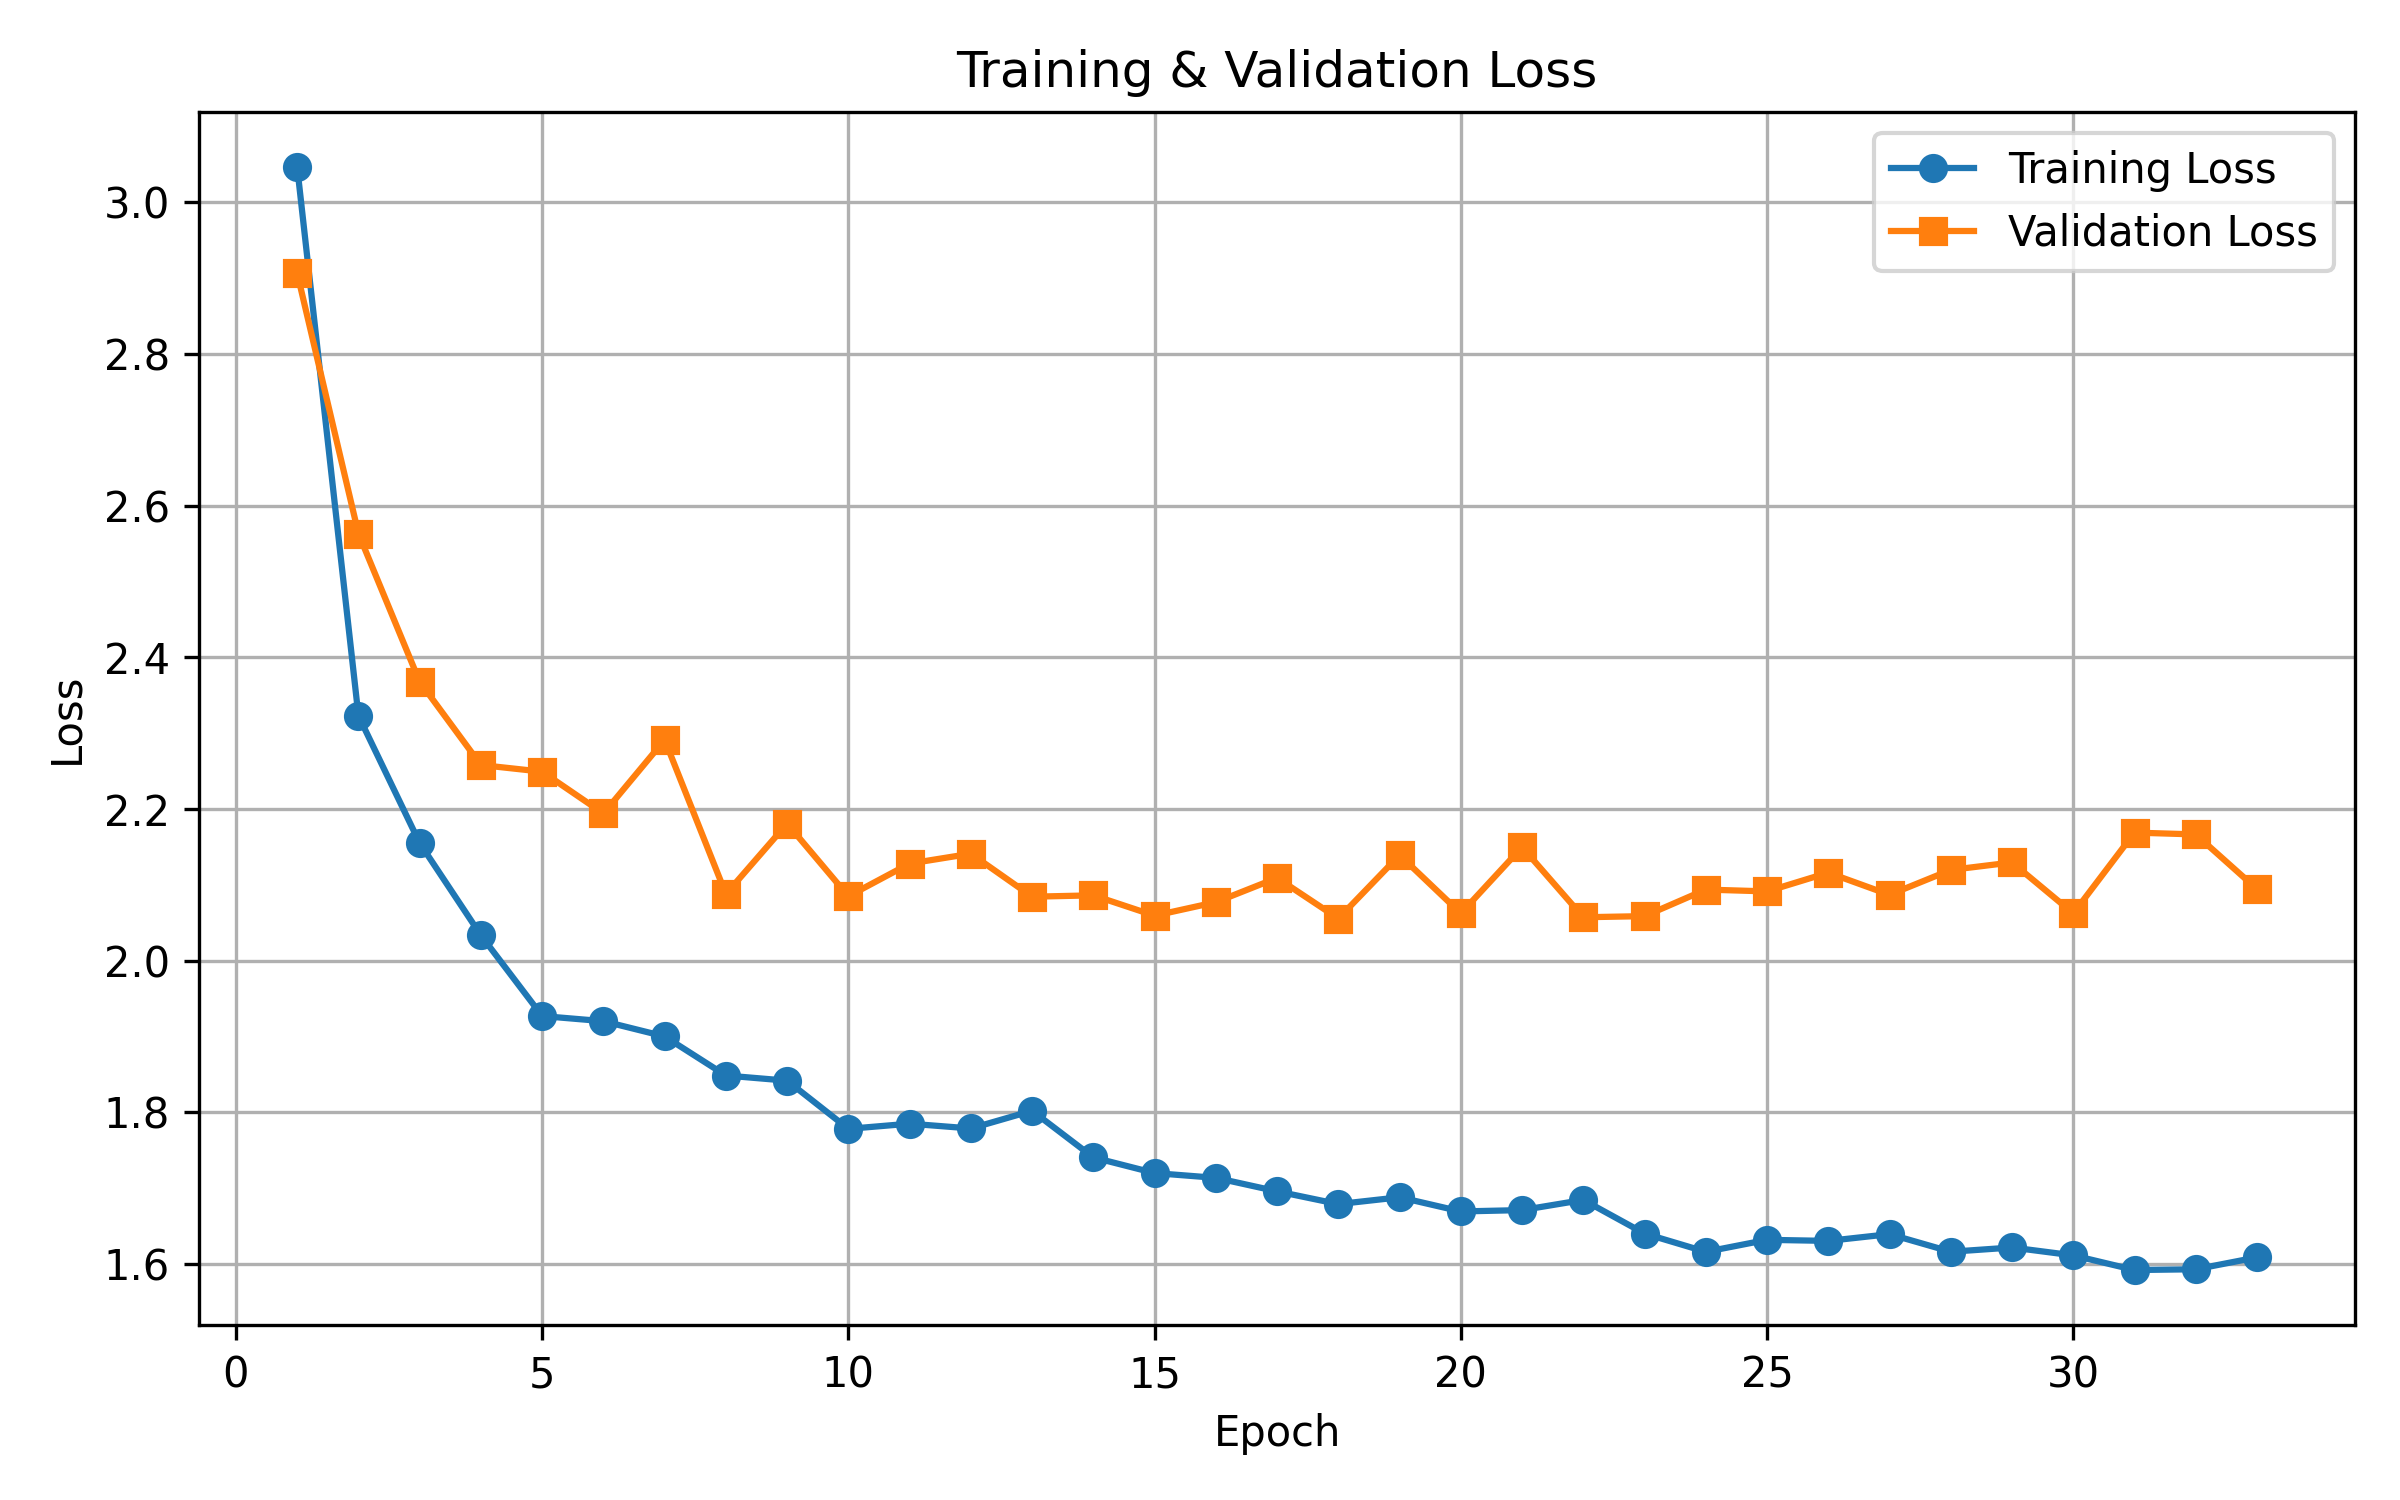 Training & Validation Loss
Training Loss
Validation Loss
3.0
2.8
2.6
2.4
2.2
2.0
1.8
1.6
Loss
0 5 10 15 20 25 30
Epoch